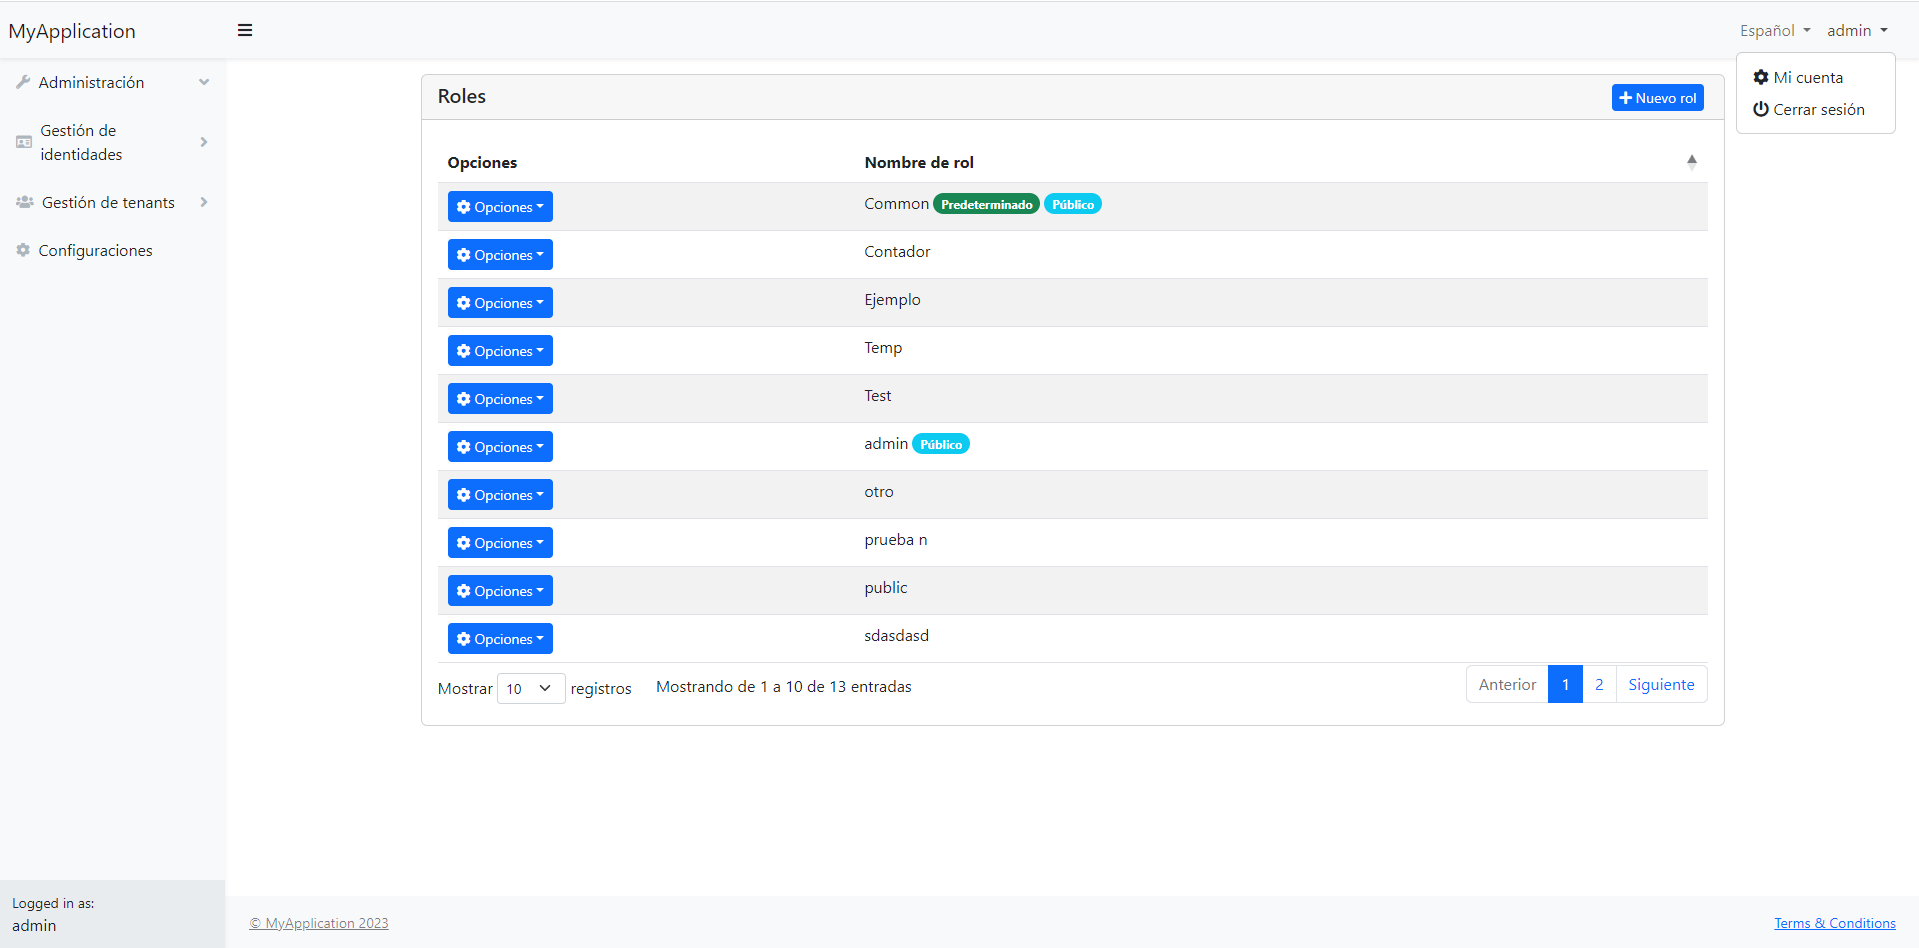 MyApplication
Español
admin
Mi cuenta
Cerrar sesión
Administración
Gestión de
identidades
Gestión de tenants
Configuraciones
Roles
Nuevo rol
Opciones Nombre de rol
Opciones Common Predeterminado Público
Opciones Contador
Opciones Ejemplo
Opciones Temp
Opciones Test
Opciones admin Público
Opciones otro
Opciones prueba n
Opciones public
Opciones sdasdasd
Mostrar 10 registros Mostrando de 1 a 10 de 13 entradas
Anterior 1 2 Siguiente
Logged in as:
admin
© MyApplication 2023
Terms & Conditions